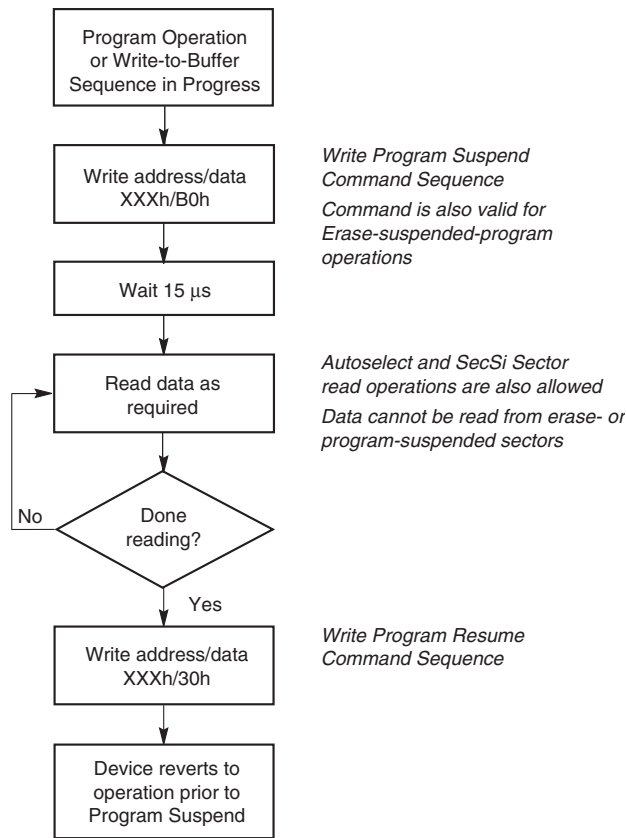 Program Operation
or Write-to-Buffer
Sequence in Progress
Write address/data
XXXh/B0h
Write Program Suspend
Command Sequence
Command is also valid for
Erase-suspended-program
operations
Wait 15 μs
Read data as
required
Autoselect and SecSi Sector
read operations are also allowed
Data cannot be read from erase- or
program-suspended sectors
Done
reading?
No
Yes
Write address/data
XXXh/30h
Write Program Resume
Command Sequence
Device reverts to
operation prior to
Program Suspend